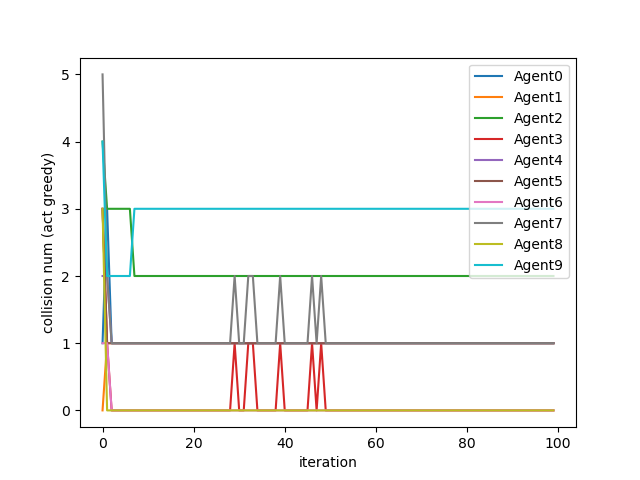 5
4
3
2
1
0
collision num (act greedy)
0
20
40
60
80
100
iteration
Agent0
Agent1
Agent2
Agent3
Agent4
Agent5
Agent6
Agent7
Agent8
Agent9